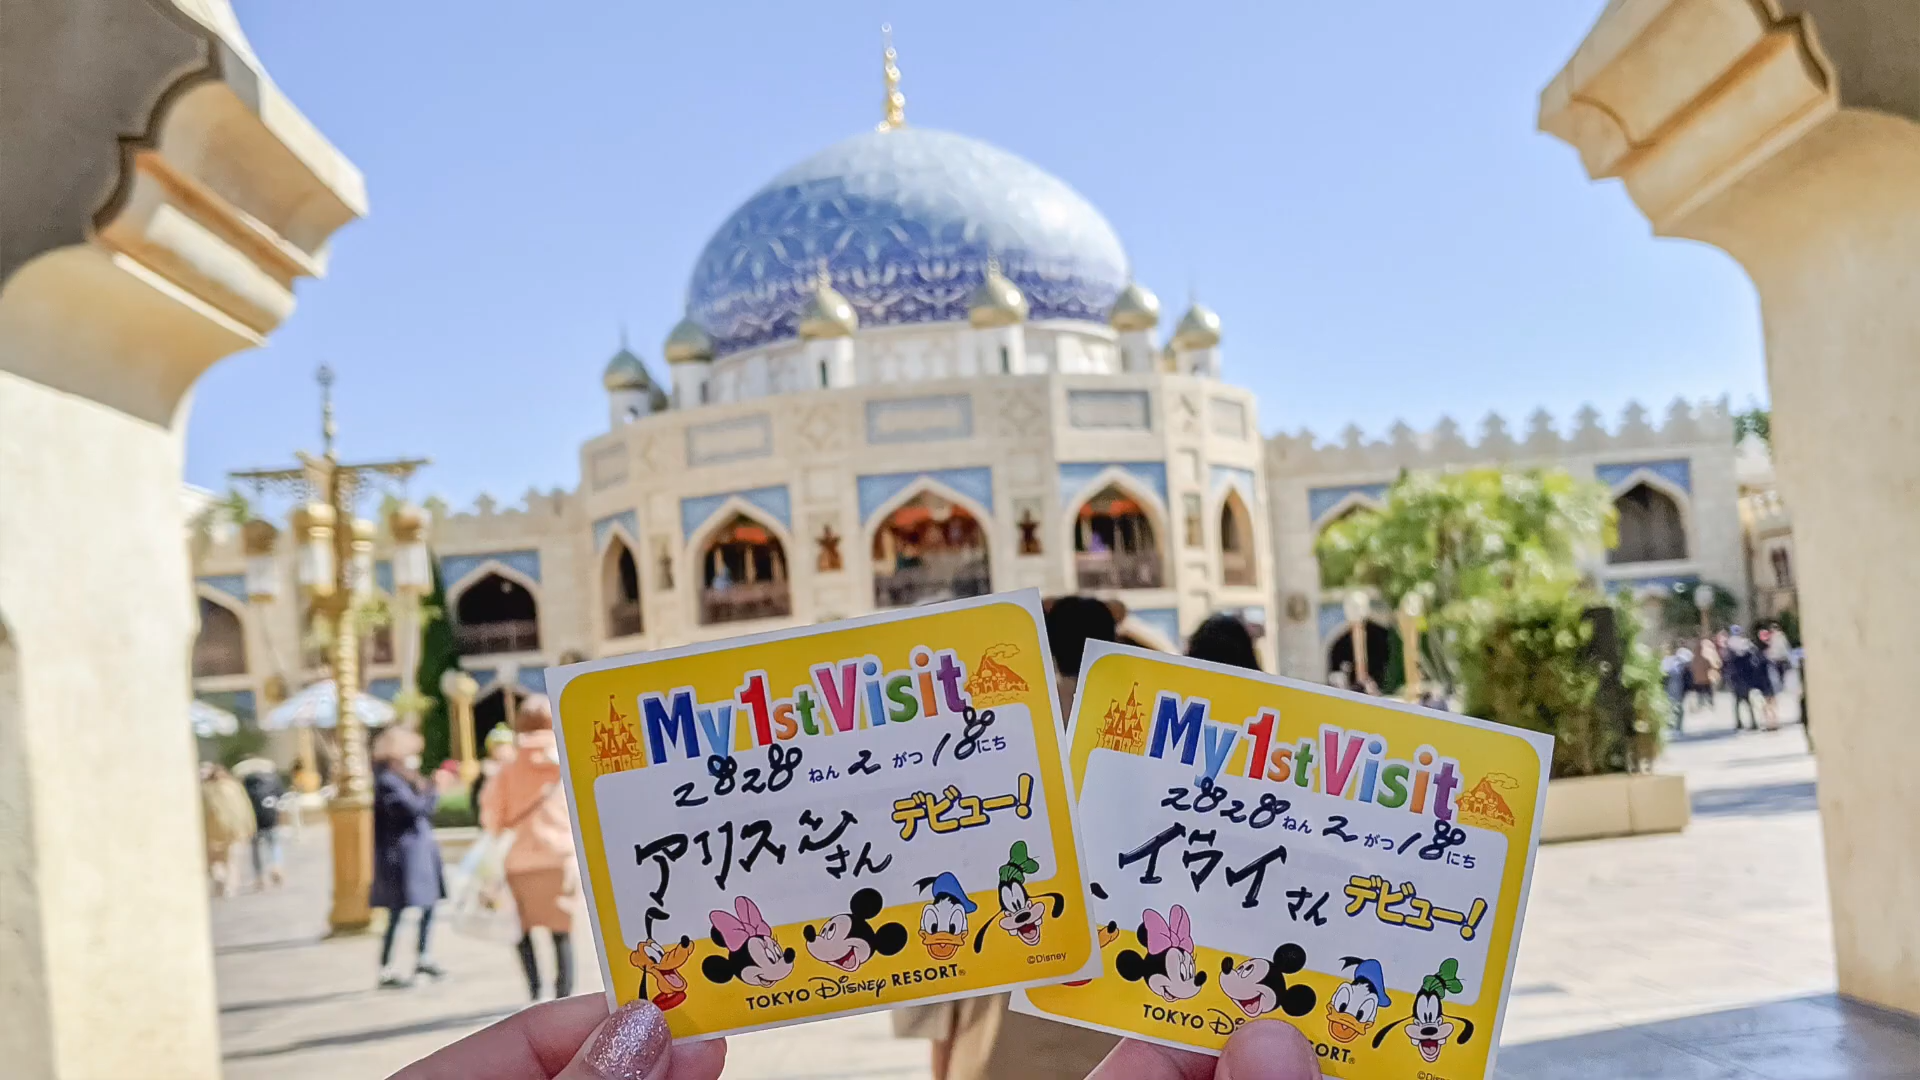 My 1st Visit
2020 ねん 2 がつ 18 にち
アリスン さん デビュー!
TOKYO DISNEY RESORT®
©Disney
My 1st Visit
2020 ねん 2 がつ 18 にち
イライ さん デビュー!
TOKYO